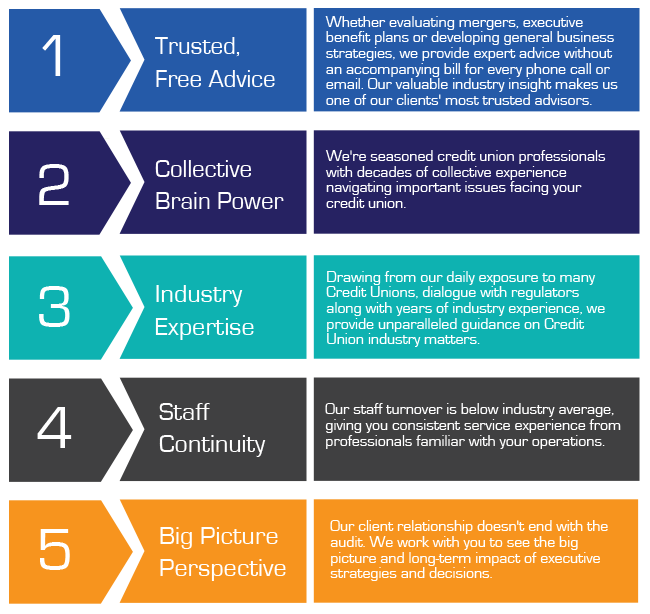 1
Trusted,
Free Advice
Whether evaluating mergers, executive
benefit plans or developing general business
strategies, we provide expert advice without
an accompanying bill for every phone call or
email. Our valuable industry insight makes us
one of our clients' most trusted advisors.
2
Collective
Brain Power
We're seasoned credit union professionals
with decades of collective experience
navigating important issues facing your
credit union.
3
Industry
Expertise
Drawing from our daily exposure to many
Credit Unions, dialogue with regulators
along with years of industry experience, we
provide unparalleled guidance on Credit
Union industry matters.
4
Staff
Continuity
Our staff turnover is below industry average,
giving you consistent service experience from
professionals familiar with your operations.
5
Big Picture
Perspective
Our client relationship doesn't end with the
audit. We work with you to see the big
picture and long-term impact of executive
strategies and decisions.